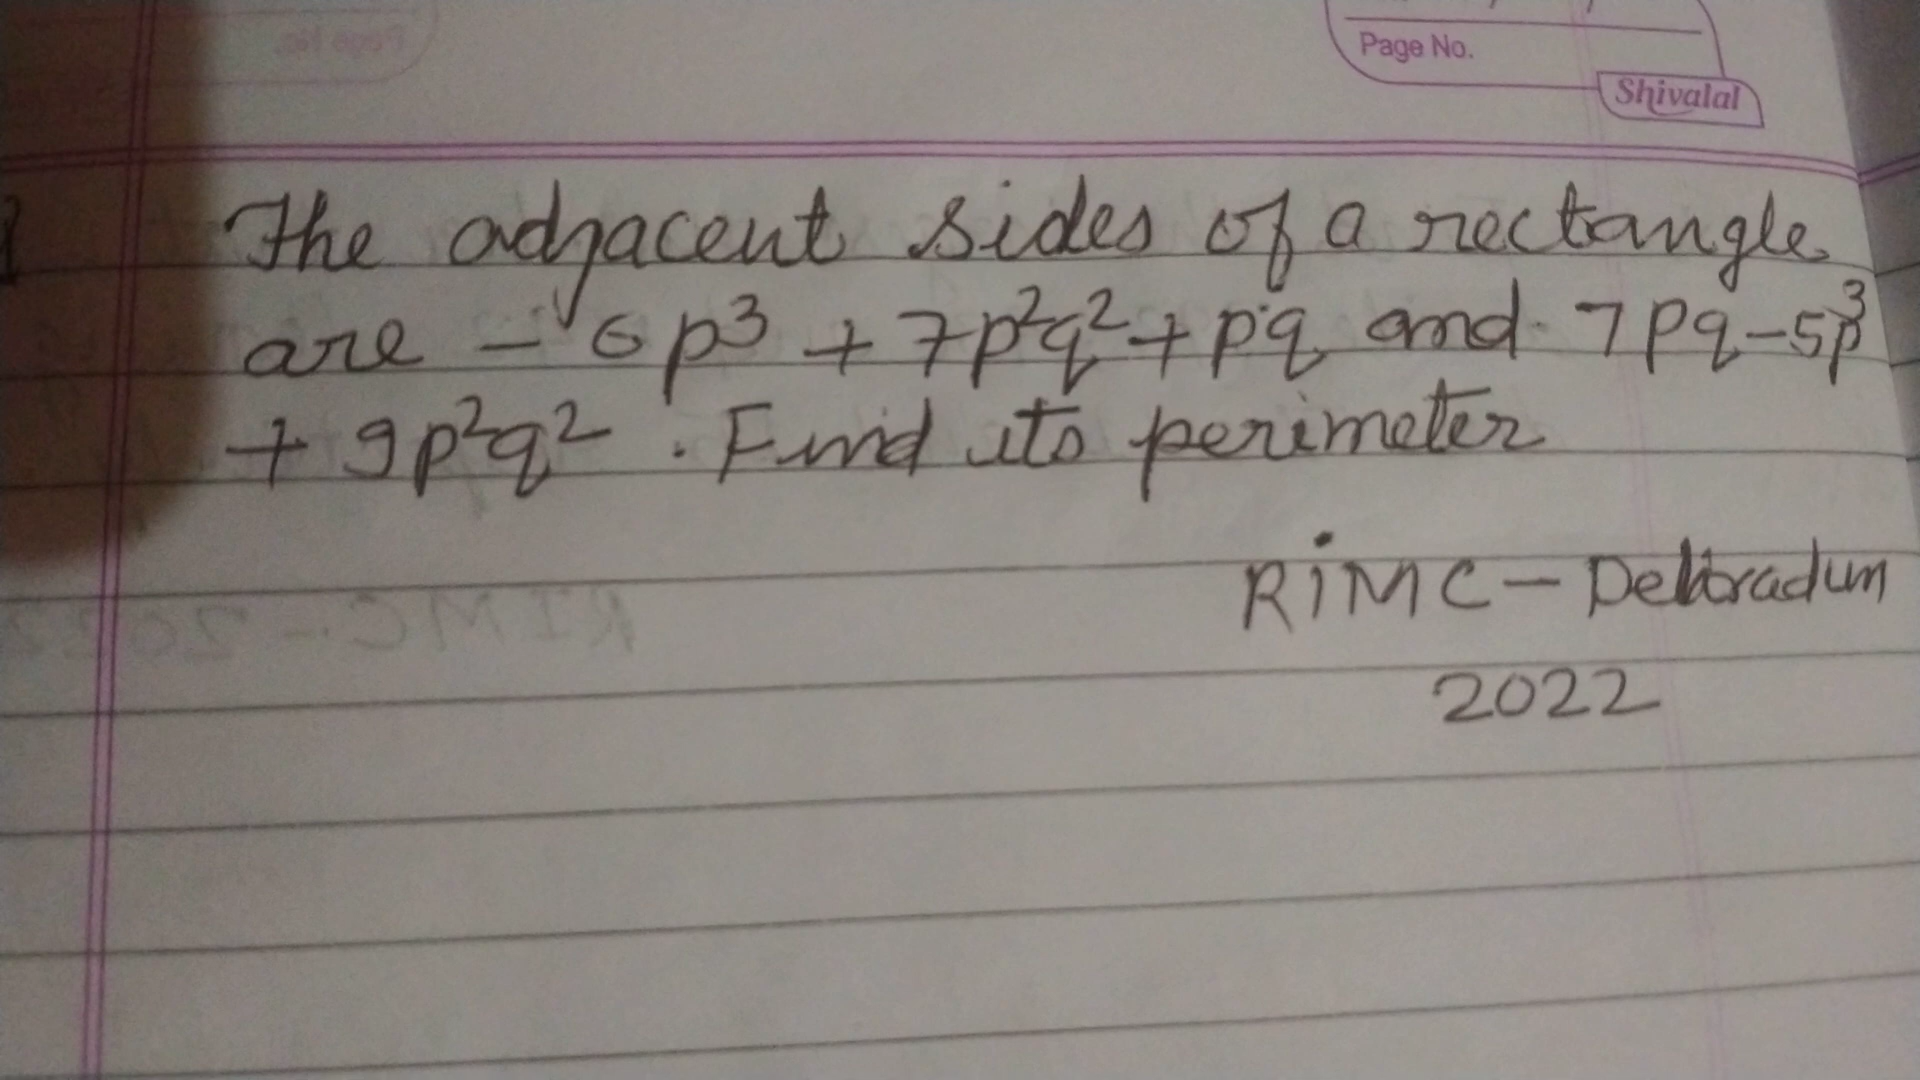 Page No.
Shivalal
The adjacent sides of a rectangle
are - 6p³ + 7p²q² + pq and 7pq - 5p³
+ 9p²q² . Find its perimeter
RIMC - Dehradun
2022